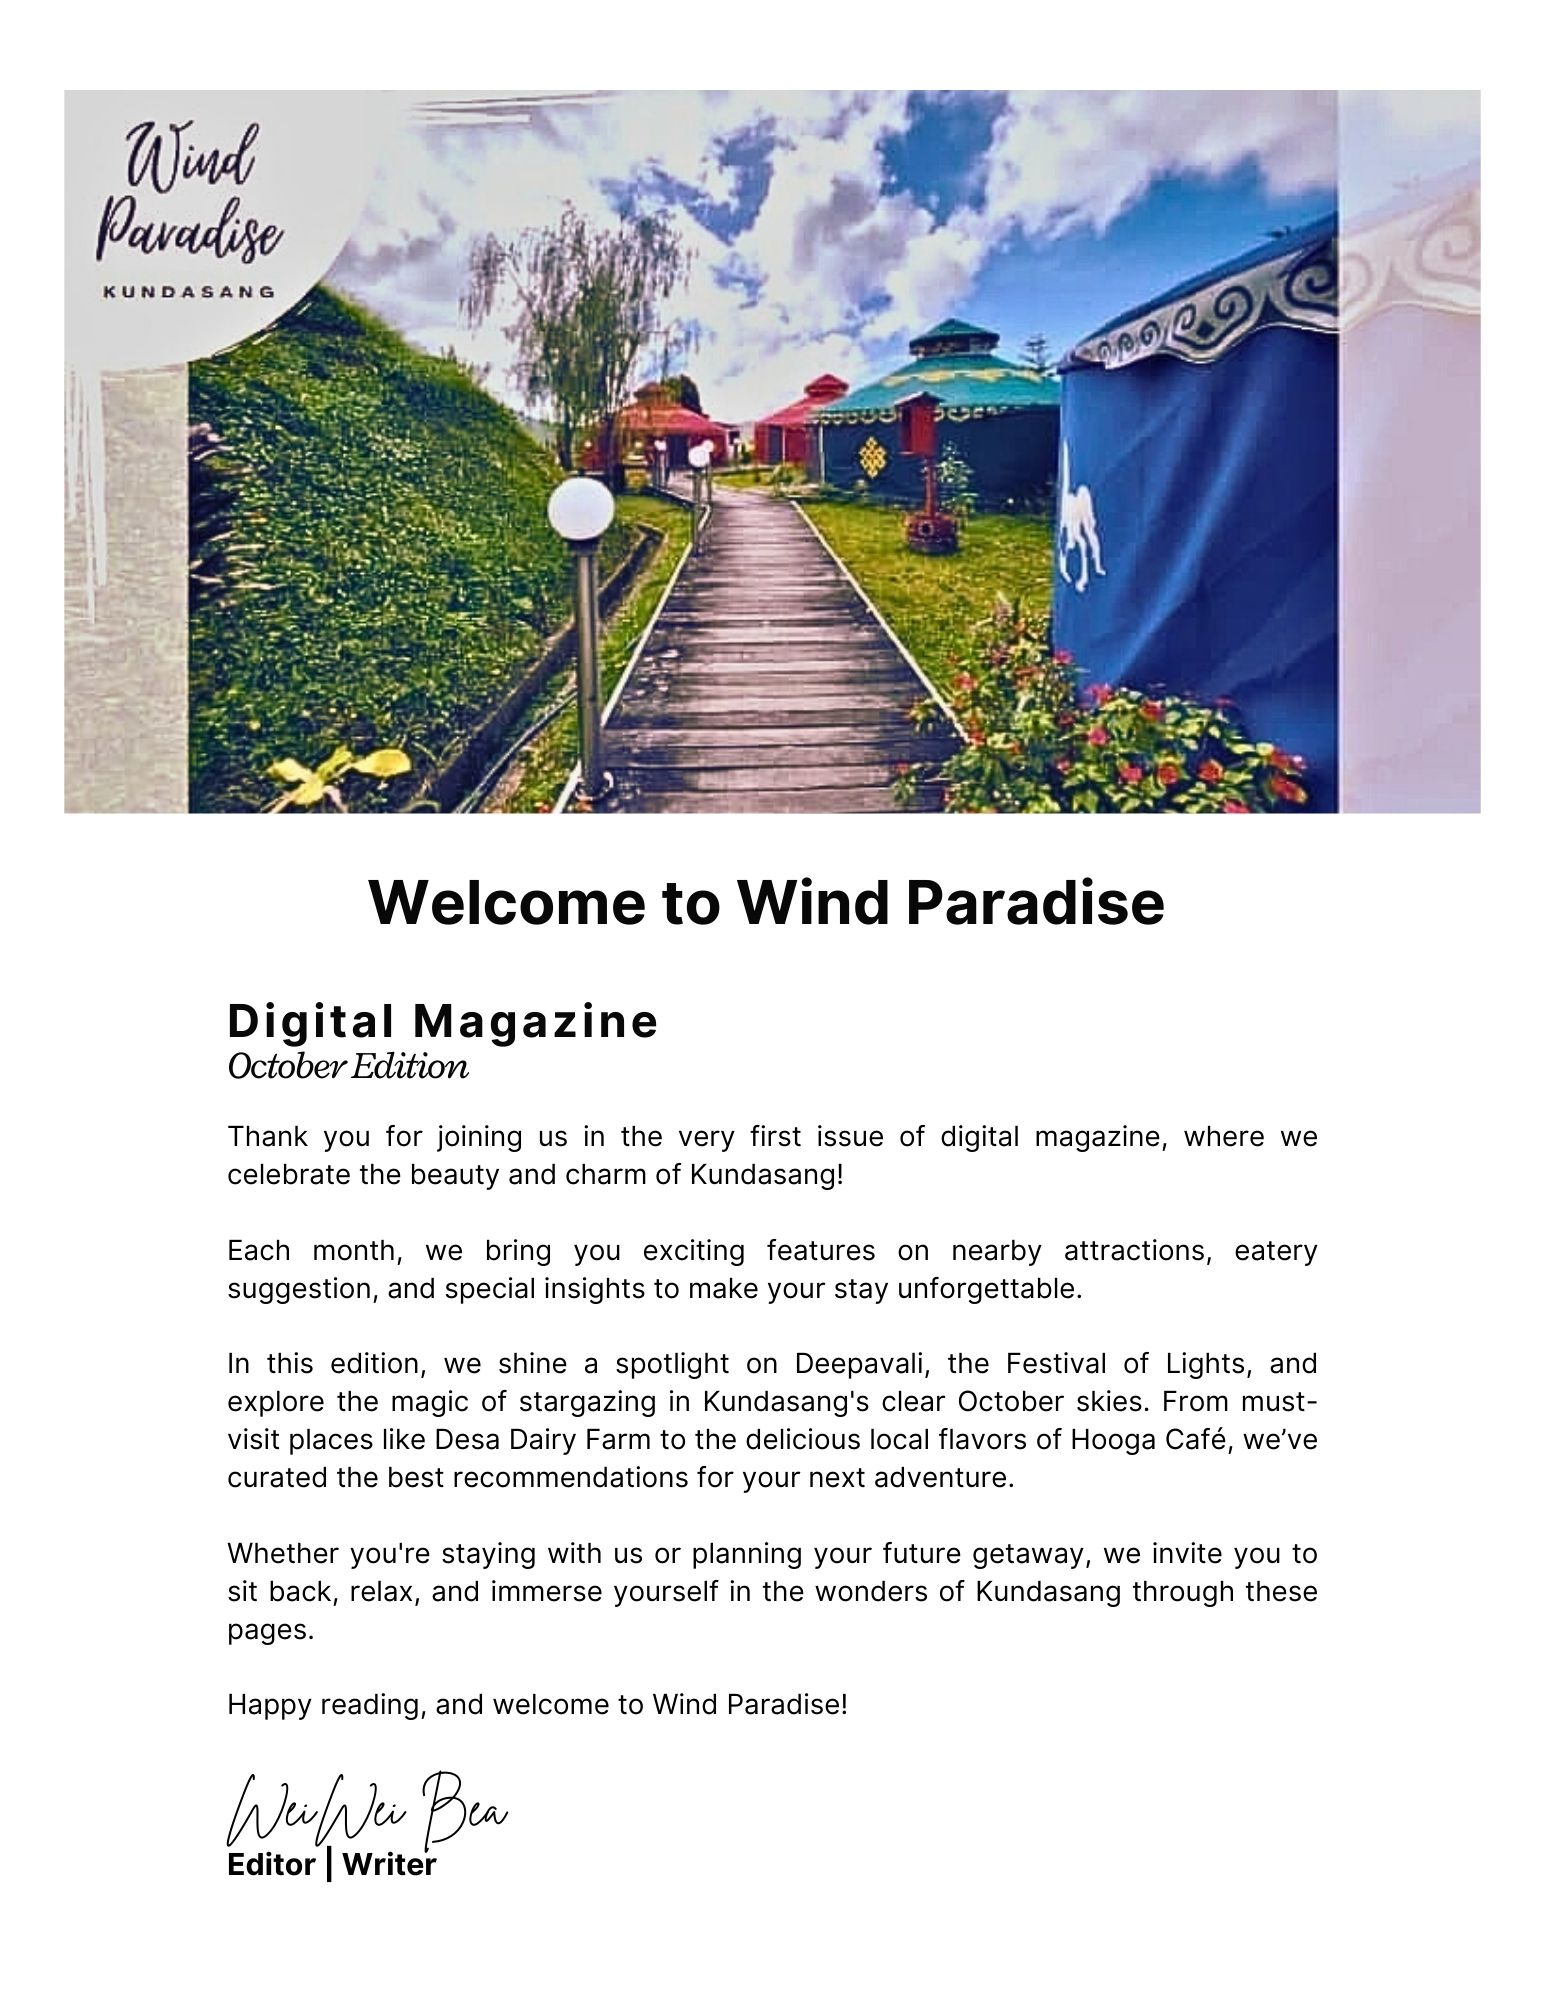 Wind
Paradise
KUNDASANG
Welcome to Wind Paradise
Digital Magazine
October Edition
Thank you for joining us in the very first issue of digital magazine, where we
celebrate the beauty and charm of Kundasang!
Each month, we bring you exciting features on nearby attractions, eatery
suggestion, and special insights to make your stay unforgettable.
In this edition, we shine a spotlight on Deepavali, the Festival of Lights, and
explore the magic of stargazing in Kundasang's clear October skies. From must-
visit places like Desa Dairy Farm to the delicious local flavors of Hooga Café, we’ve
curated the best recommendations for your next adventure.
Whether you're staying with us or planning your future getaway, we invite you to
sit back, relax, and immerse yourself in the wonders of Kundasang through these
pages.
Happy reading, and welcome to Wind Paradise!
WeiWei Bea
Editor | Writer